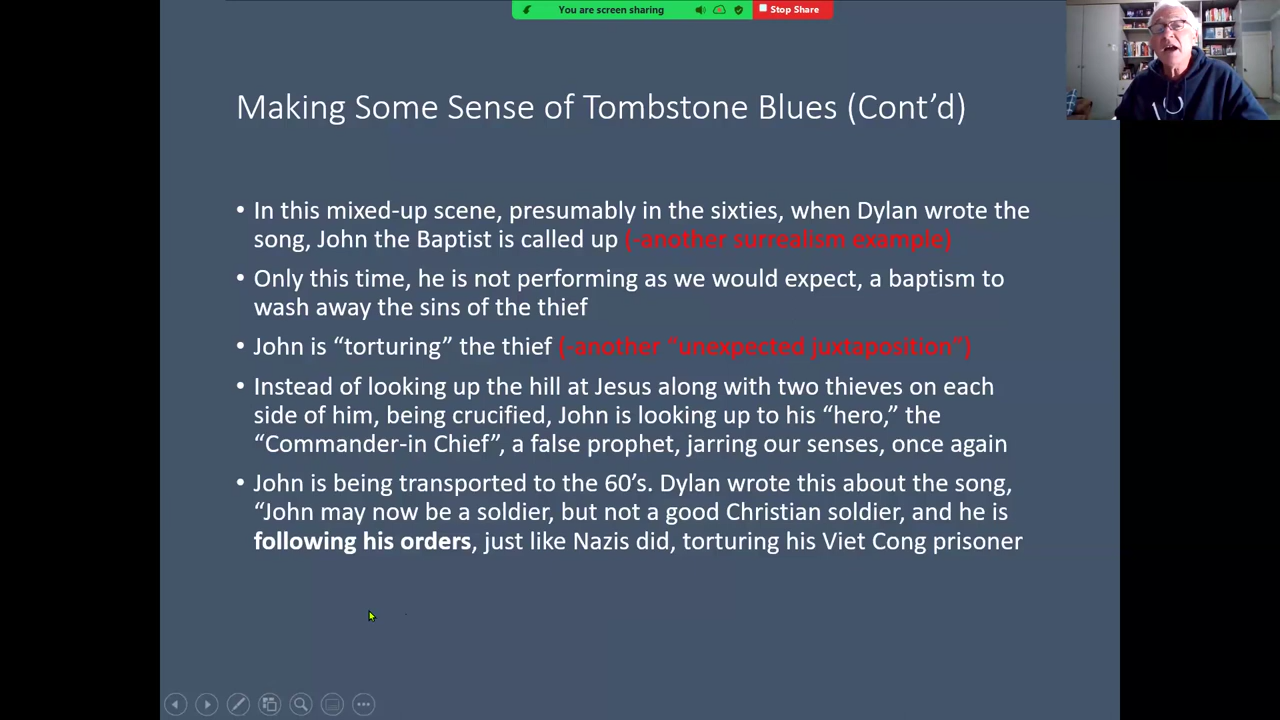 You are screen sharing
Stop Share
Making Some Sense of Tombstone Blues (Cont’d)
• In this mixed-up scene, presumably in the sixties, when Dylan wrote the
song, John the Baptist is called up (-another surrealism example)
• Only this time, he is not performing as we would expect, a baptism to
wash away the sins of the thief
• John is “torturing” the thief (-another “unexpected juxtaposition”)
• Instead of looking up the hill at Jesus along with two thieves on each
side of him, being crucified, John is looking up to his “hero,” the
“Commander-in Chief”, a false prophet, jarring our senses, once again
• John is being transported to the 60’s. Dylan wrote this about the song,
“John may now be a soldier, but not a good Christian soldier, and he is
following his orders, just like Nazis did, torturing his Viet Cong prisoner